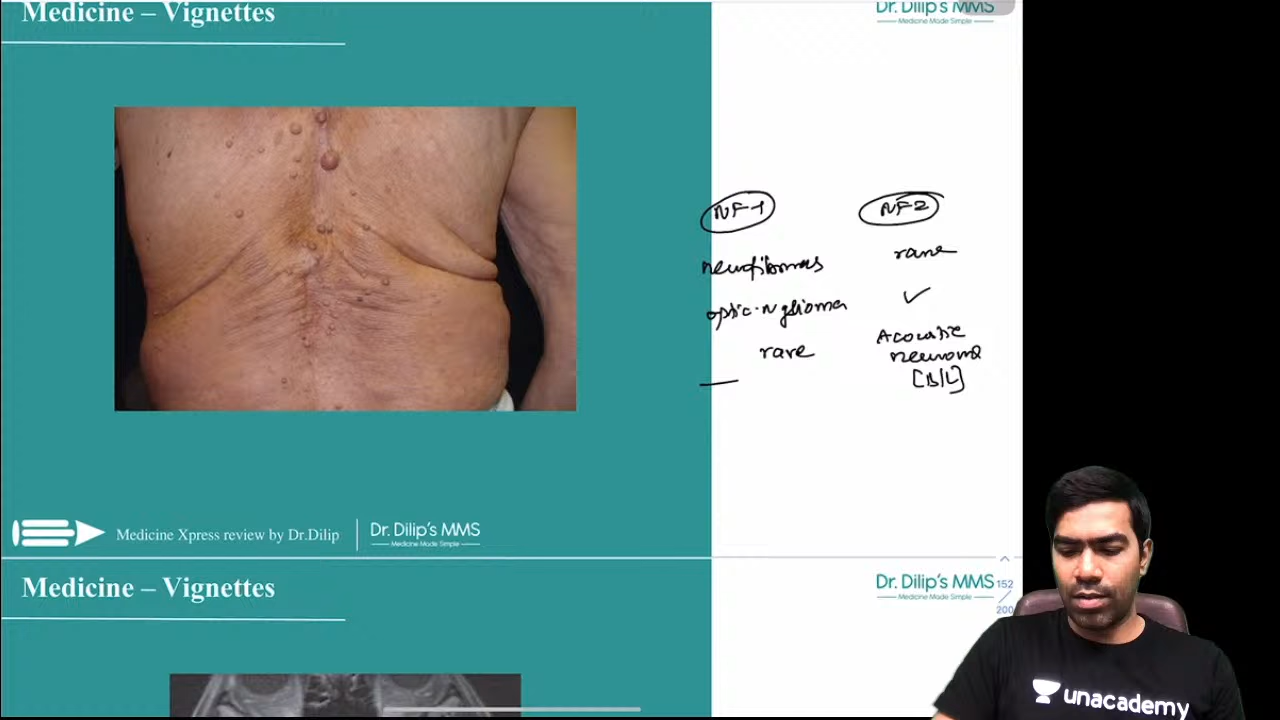 Medicine – Vignettes
Dr. Dilip's MMS
Medicine Made Simple
NF-1 NF2
neurofibromas rare
optic.N glioma ✓
rare Acoustic
neuroma
[B/L]
Medicine Xpress review by Dr.Dilip
Dr. Dilip's MMS
Medicine Made Simple
Medicine – Vignettes
Dr. Dilip's MMS
Medicine Made Simple
152
200
unacademy